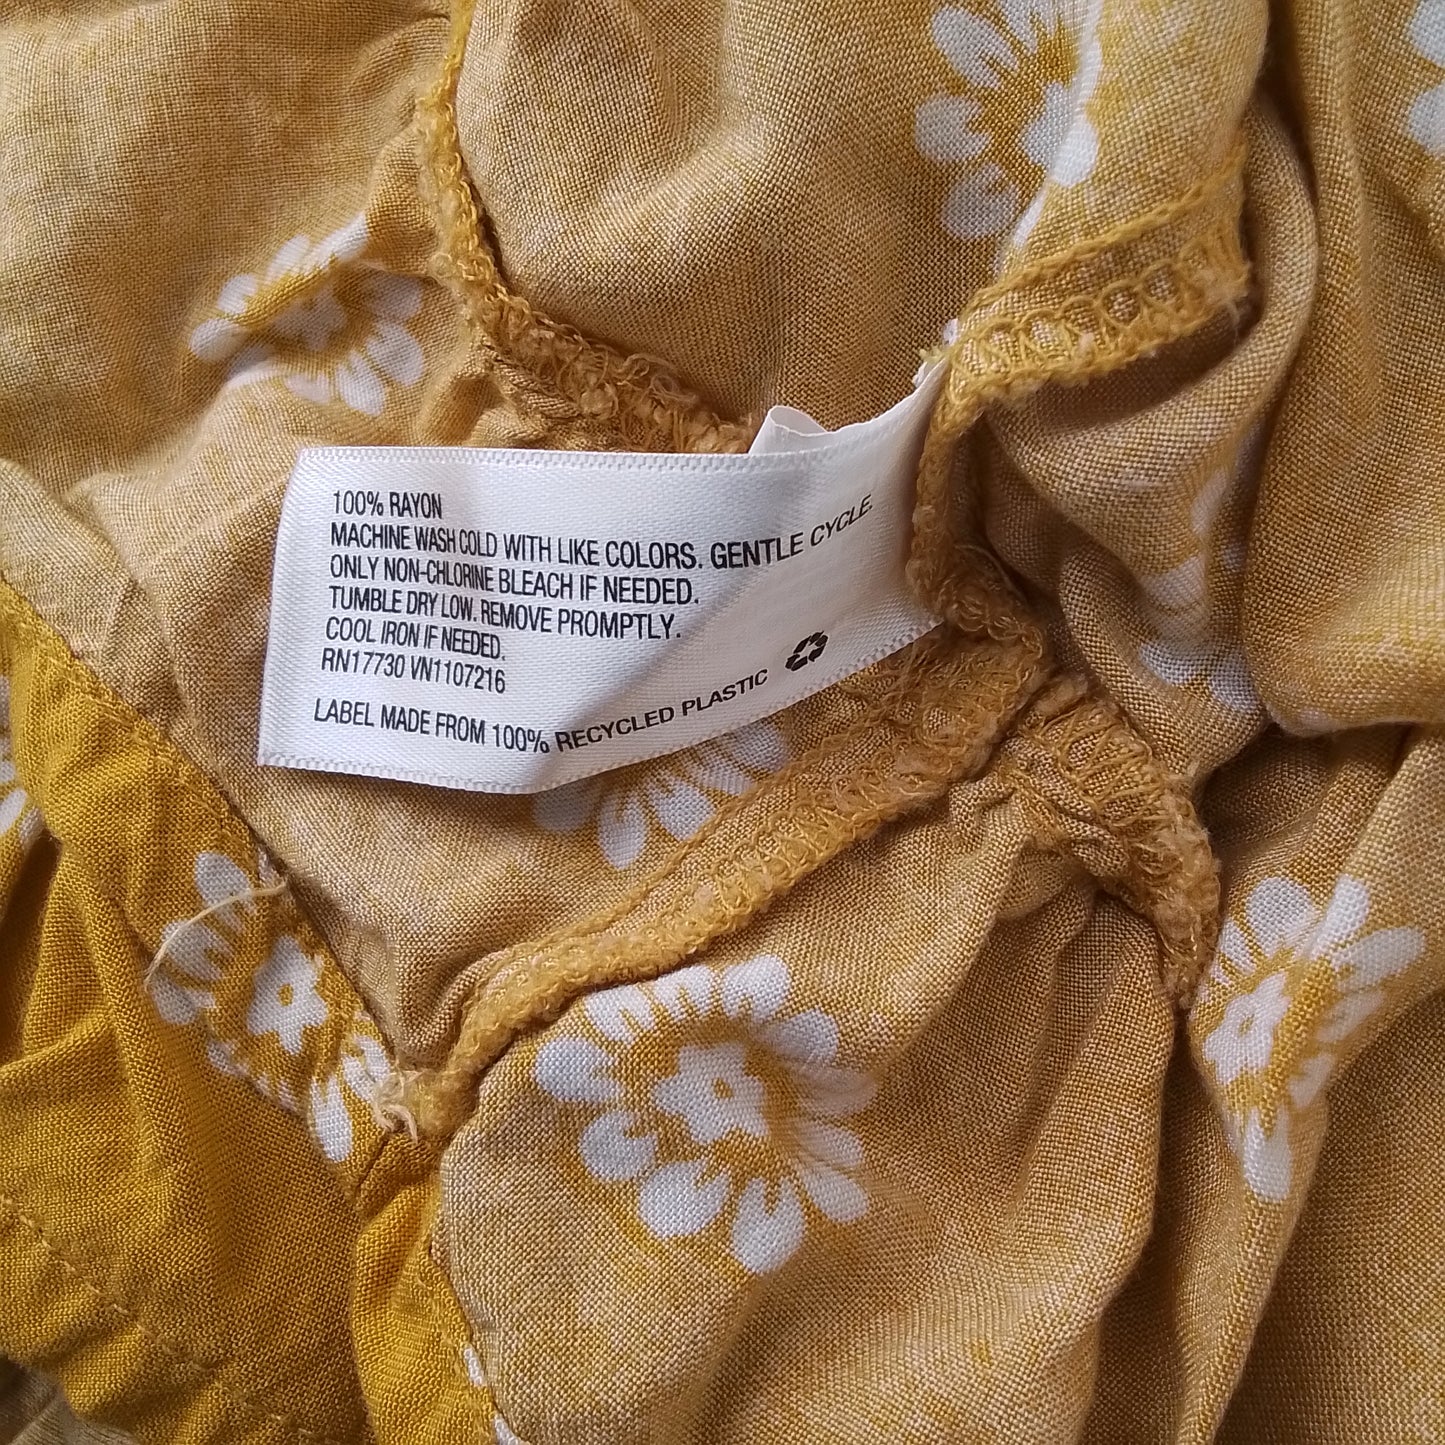 100% RAYON
MACHINE WASH COLD WITH LIKE COLORS. GENTLE CYCLE.
ONLY NON-CHLORINE BLEACH IF NEEDED.
TUMBLE DRY LOW. REMOVE PROMPTLY.
COOL IRON IF NEEDED.
RN17730 VN1107216
LABEL MADE FROM 100% RECYCLED PLASTIC